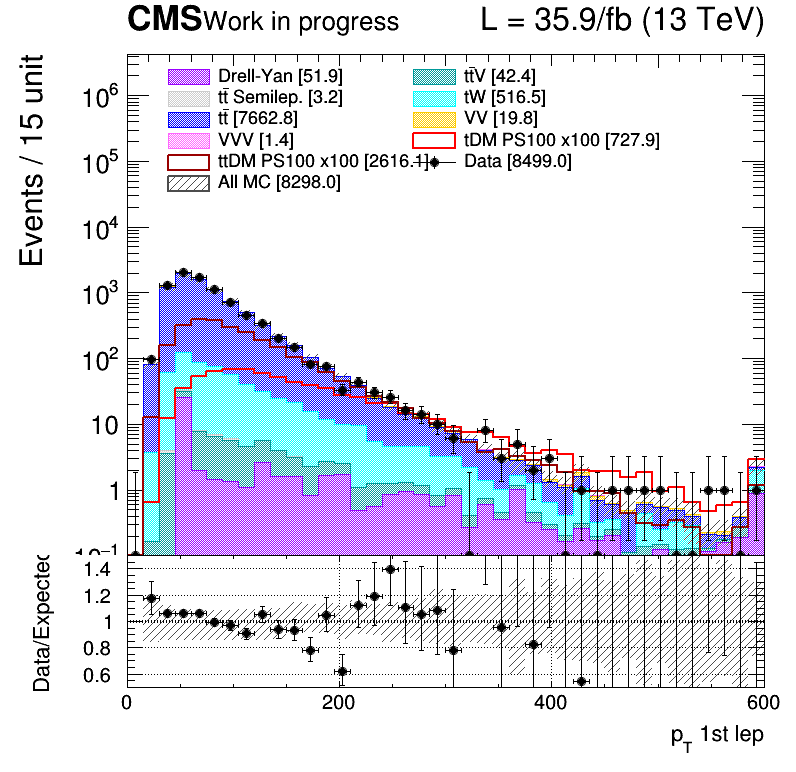 CMS Work in progress L = 35.9/fb (13 TeV)
Events / 15 unit
Drell-Yan [51.9] tt̄V [42.4]
tt̄ Semilep. [3.2] tW [516.5]
tt̄ [7662.8] VV [19.8]
VVV [1.4] tDM PS100 x100 [727.9]
ttDM PS100 x100 [2616.1] Data [8499.0]
All MC [8298.0]
10⁶
10⁵
10⁴
10³
10²
10
1
10⁻¹
Data/Expected
1.4
1.2
1
0.8
0.6
0 200 400 600
p_T 1st lep